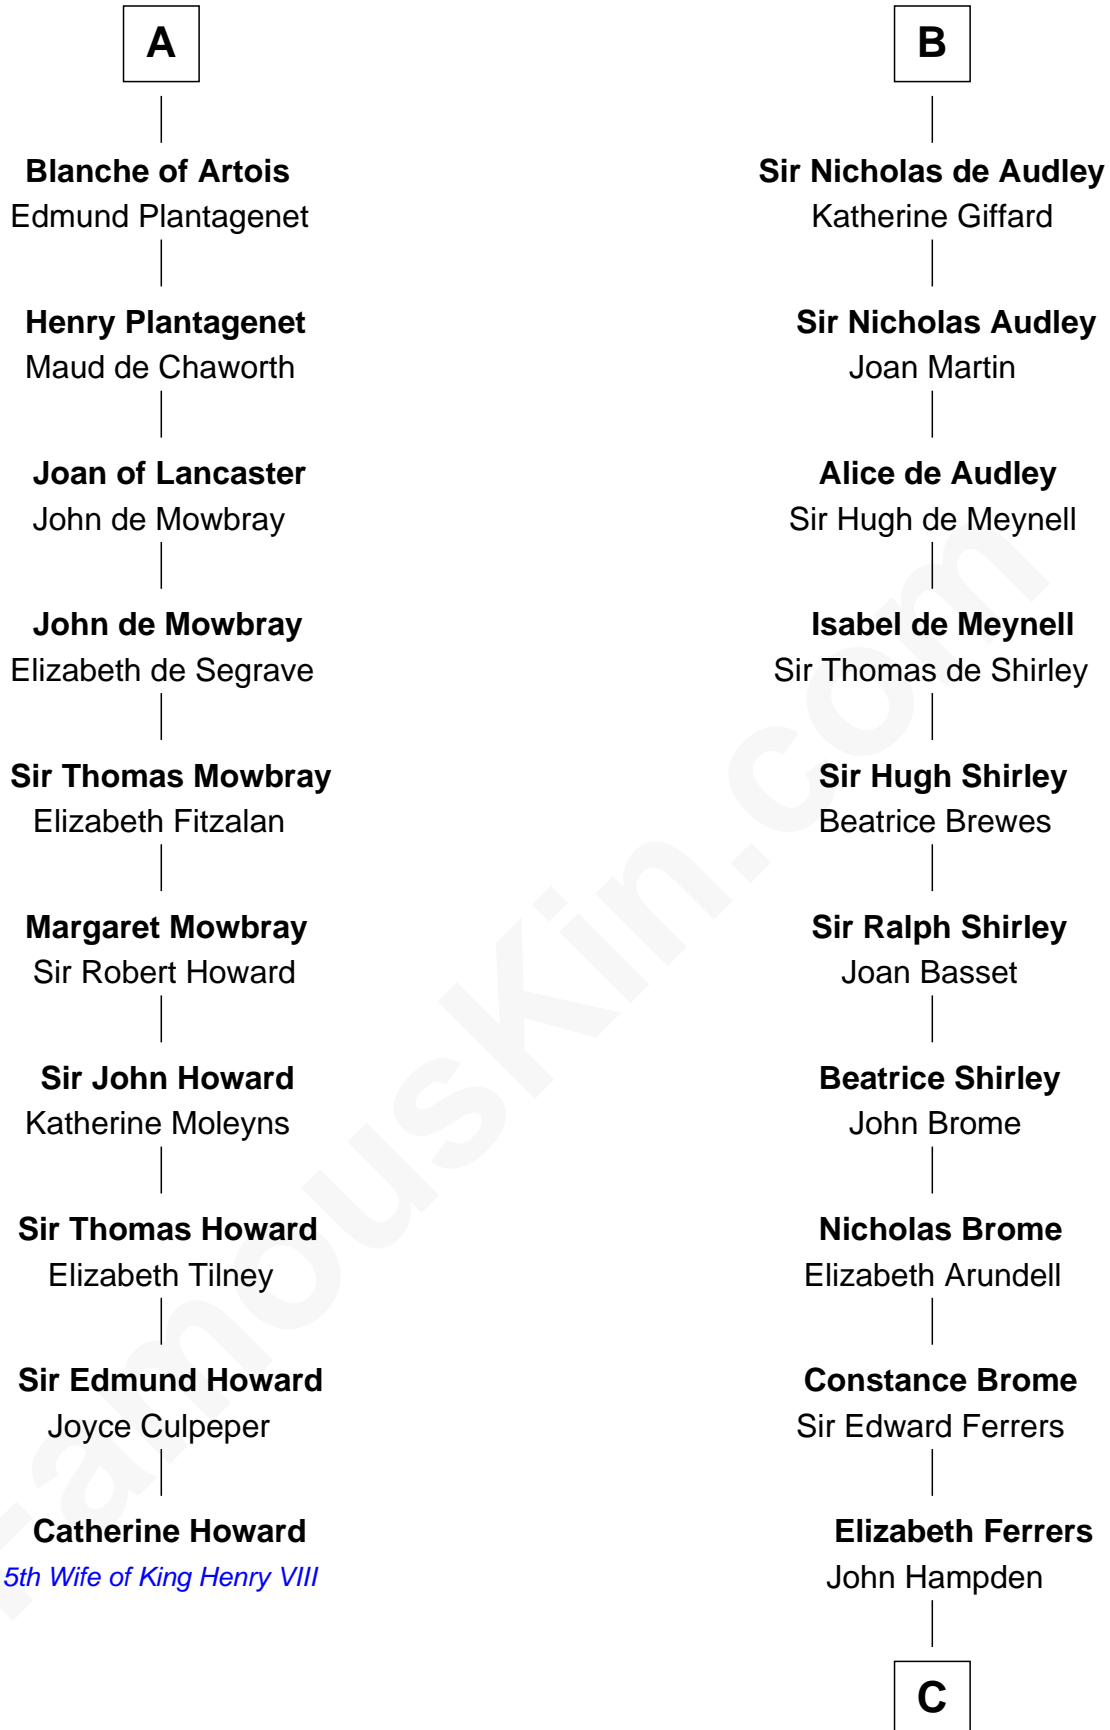 A
Blanche of Artois
Edmund Plantagenet
Henry Plantagenet
Maud de Chaworth
Joan of Lancaster
John de Mowbray
John de Mowbray
Elizabeth de Segrave
Sir Thomas Mowbray
Elizabeth Fitzalan
Margaret Mowbray
Sir Robert Howard
Sir John Howard
Katherine Moleyns
Sir Thomas Howard
Elizabeth Tilney
Sir Edmund Howard
Joyce Culpeper
Catherine Howard
5th Wife of King Henry VIII
B
Sir Nicholas de Audley
Katherine Giffard
Sir Nicholas Audley
Joan Martin
Alice de Audley
Sir Hugh de Meynell
Isabel de Meynell
Sir Thomas de Shirley
Sir Hugh Shirley
Beatrice Brewes
Sir Ralph Shirley
Joan Basset
Beatrice Shirley
John Brome
Nicholas Brome
Elizabeth Arundell
Constance Brome
Sir Edward Ferrers
Elizabeth Ferrers
John Hampden
C
FamousKin.com